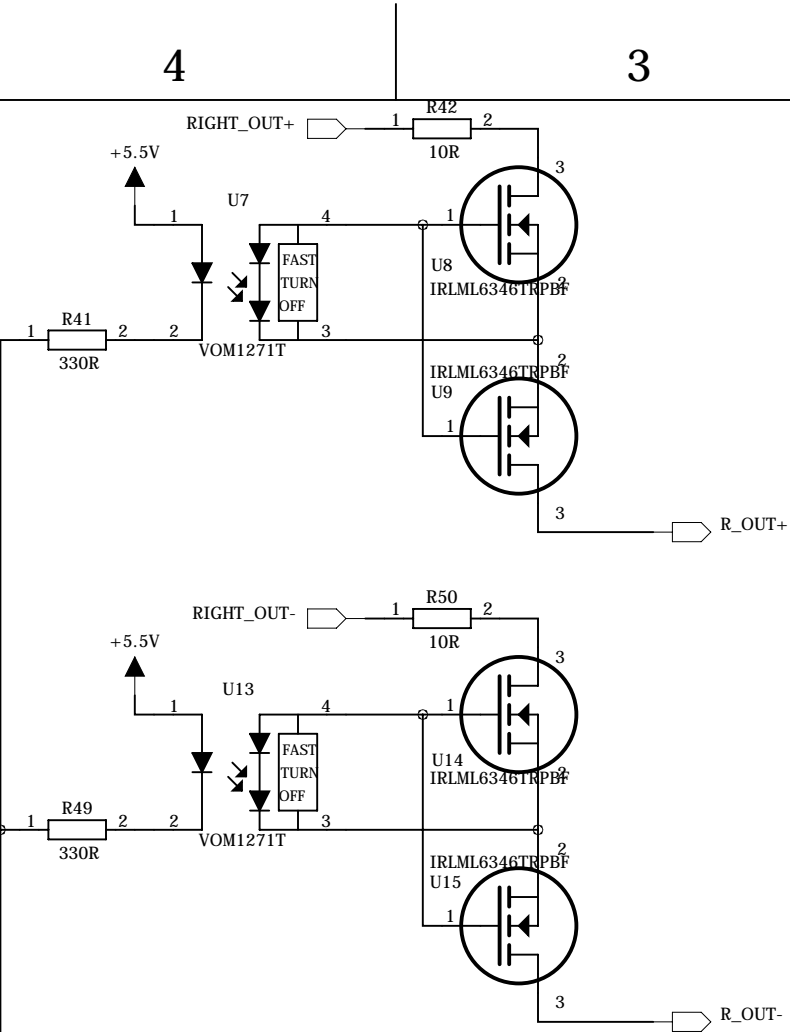 4 3
R42
RIGHT_OUT+ 1 2
10R
+5.5V
3
U7
1 4 1
FAST
TURN
OFF
U8
2
IRLML6346TRPBF
R41
1 2 2 3
330R
VOM1271T
2
IRLML6346TRPBF
U9
1
3
R_OUT+
R50
RIGHT_OUT- 1 2
10R
+5.5V
3
U13
1 4 1
FAST
TURN
OFF
U14
2
IRLML6346TRPBF
R49
1 2 2 3
330R
VOM1271T
2
IRLML6346TRPBF
U15
1
3
R_OUT-